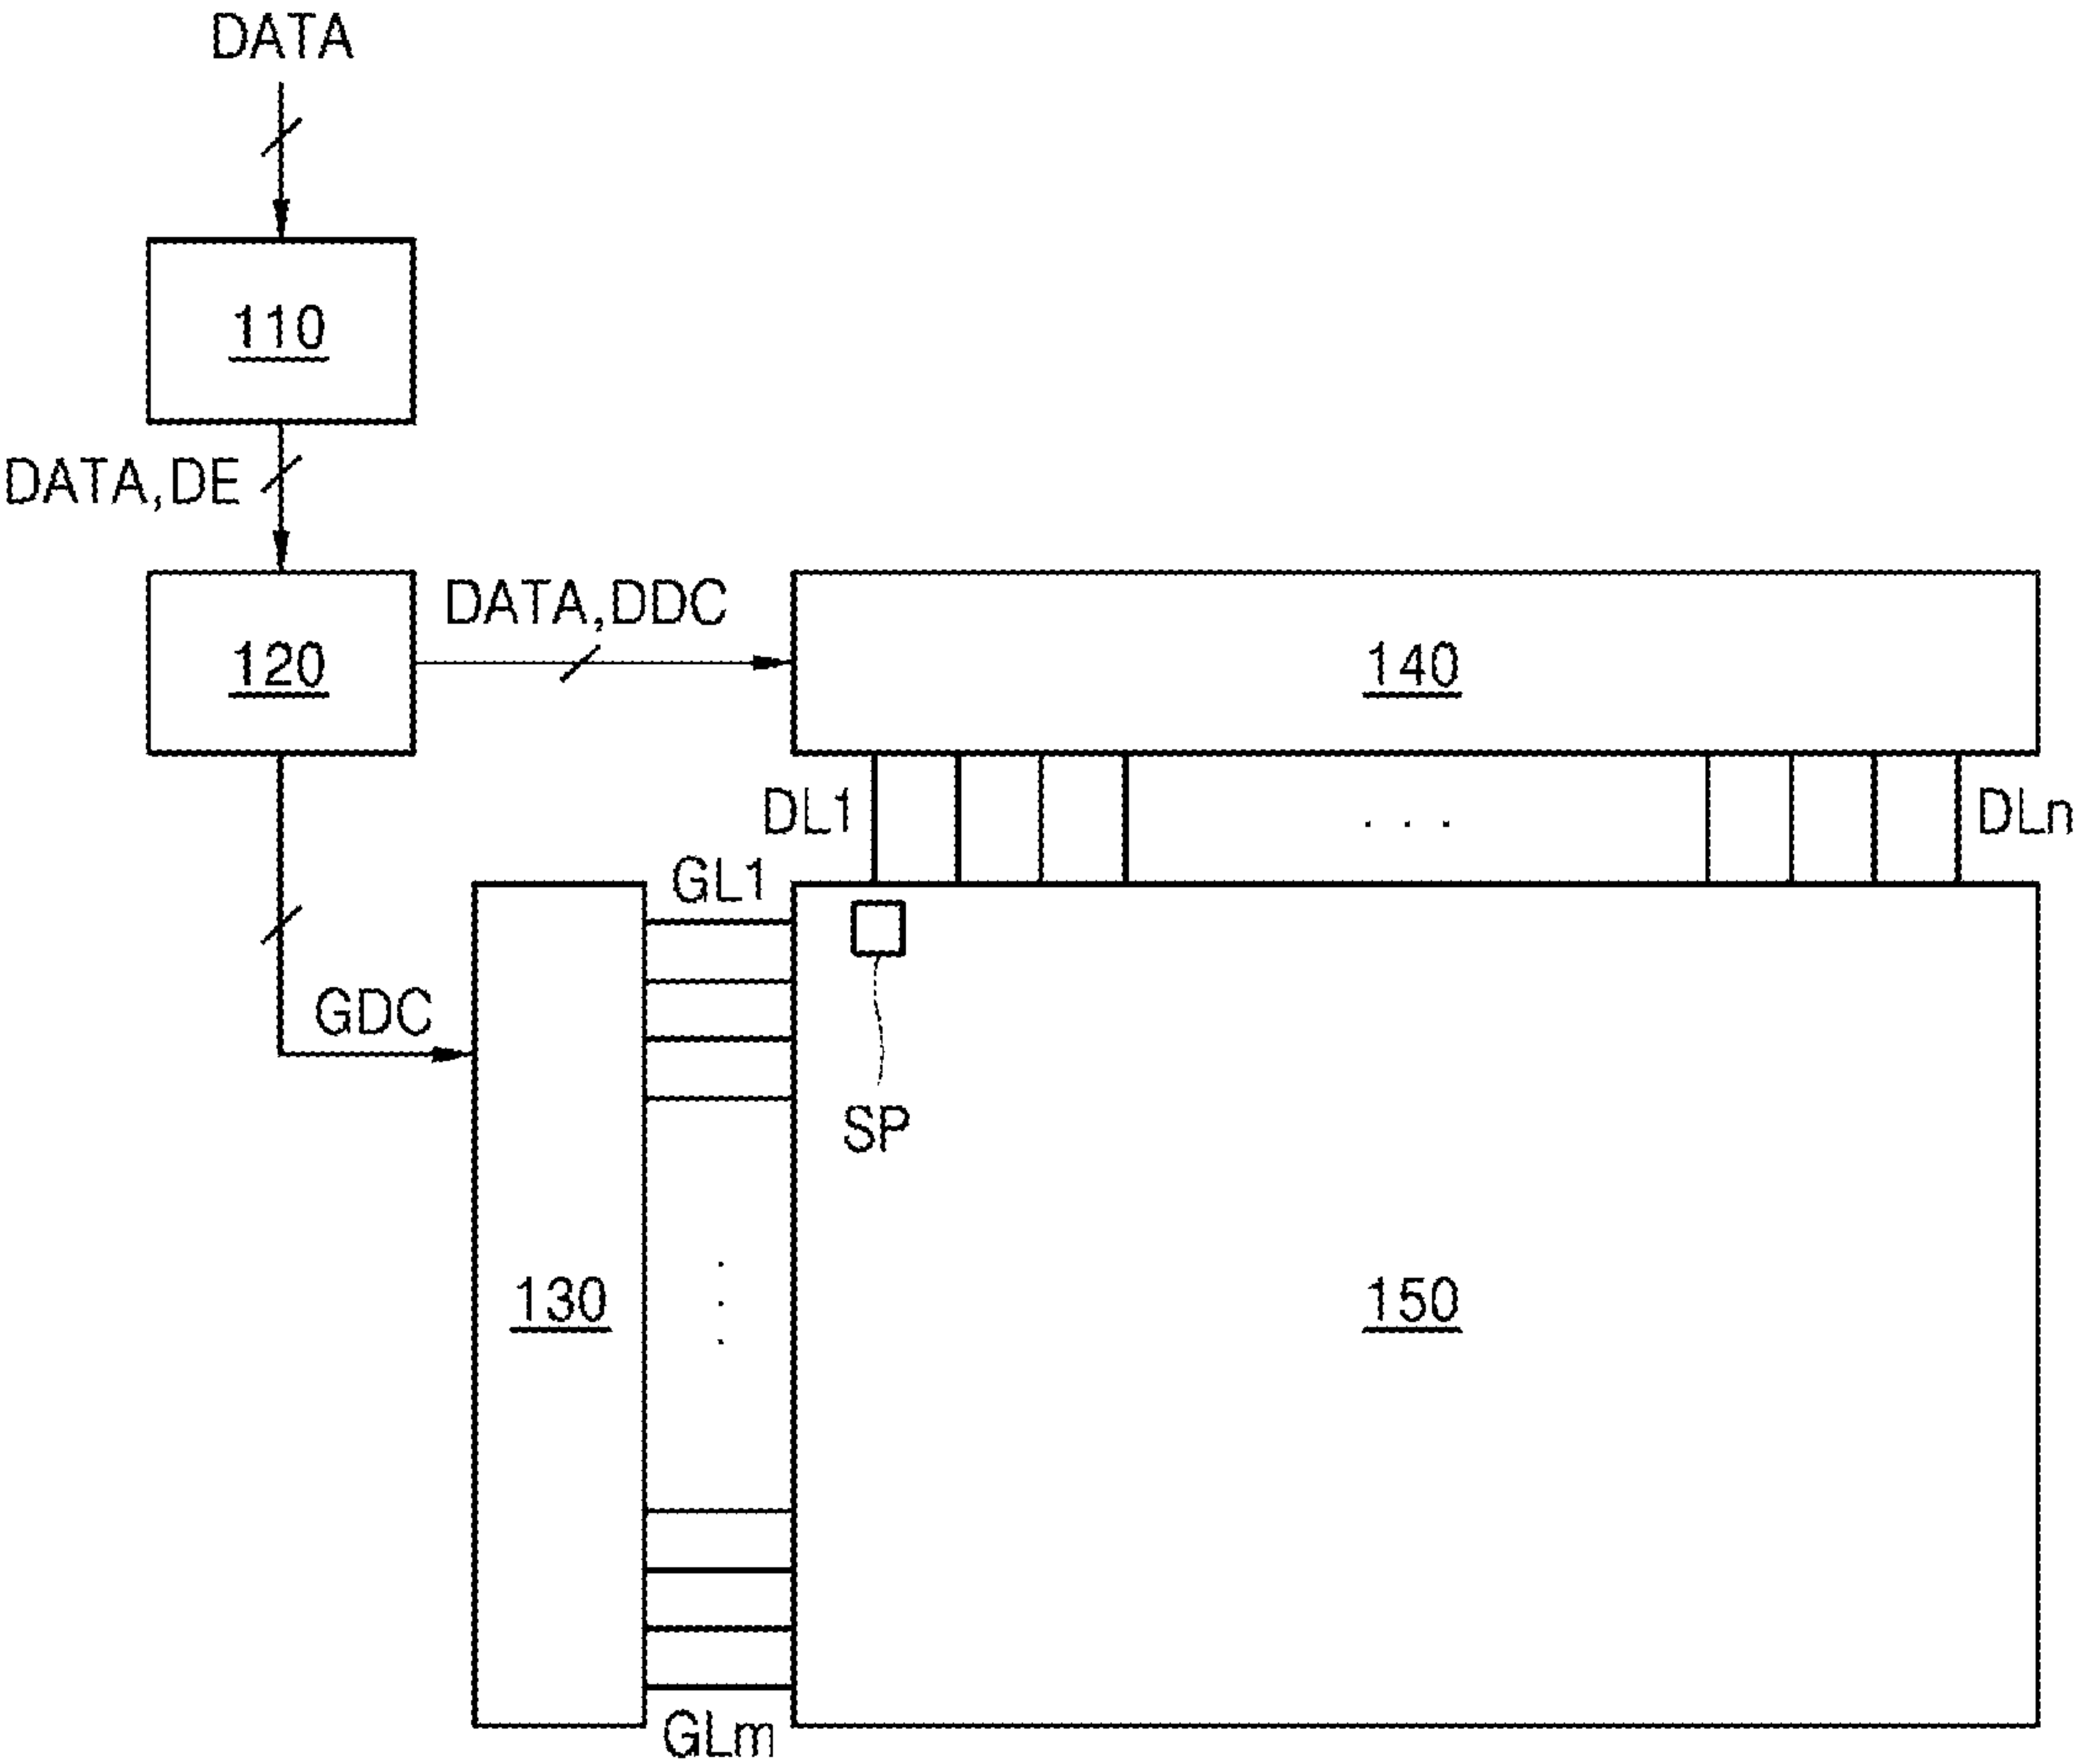 DATA
110
DATA,DE
120
DATA,DDC
140
DL1
. . .
DLn
GL1
GDC
SP
130
150
GLm